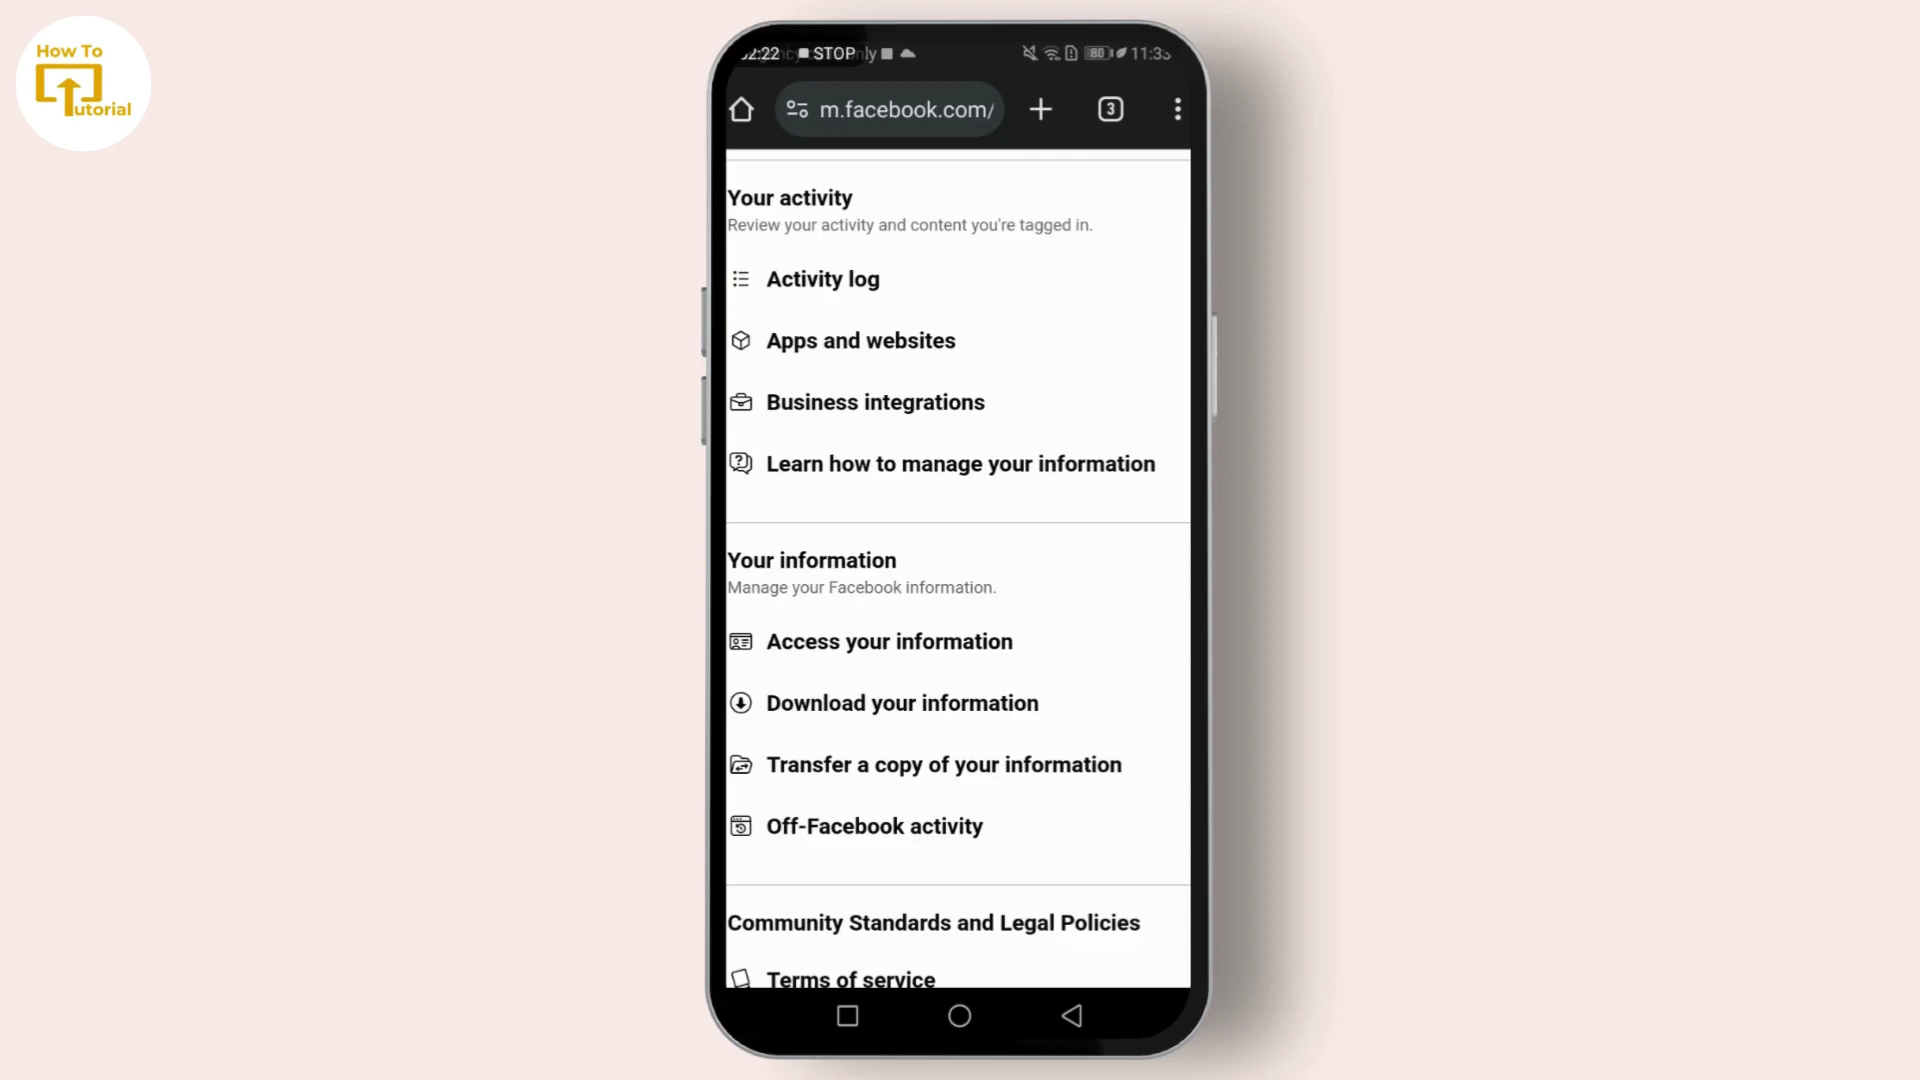 How To
utorial
STOP
80
11:33
m.facebook.com/
3
Your activity
Review your activity and content you're tagged in.
Activity log
Apps and websites
Business integrations
Learn how to manage your information
Your information
Manage your Facebook information.
Access your information
Download your information
Transfer a copy of your information
Off-Facebook activity
Community Standards and Legal Policies
Terms of service